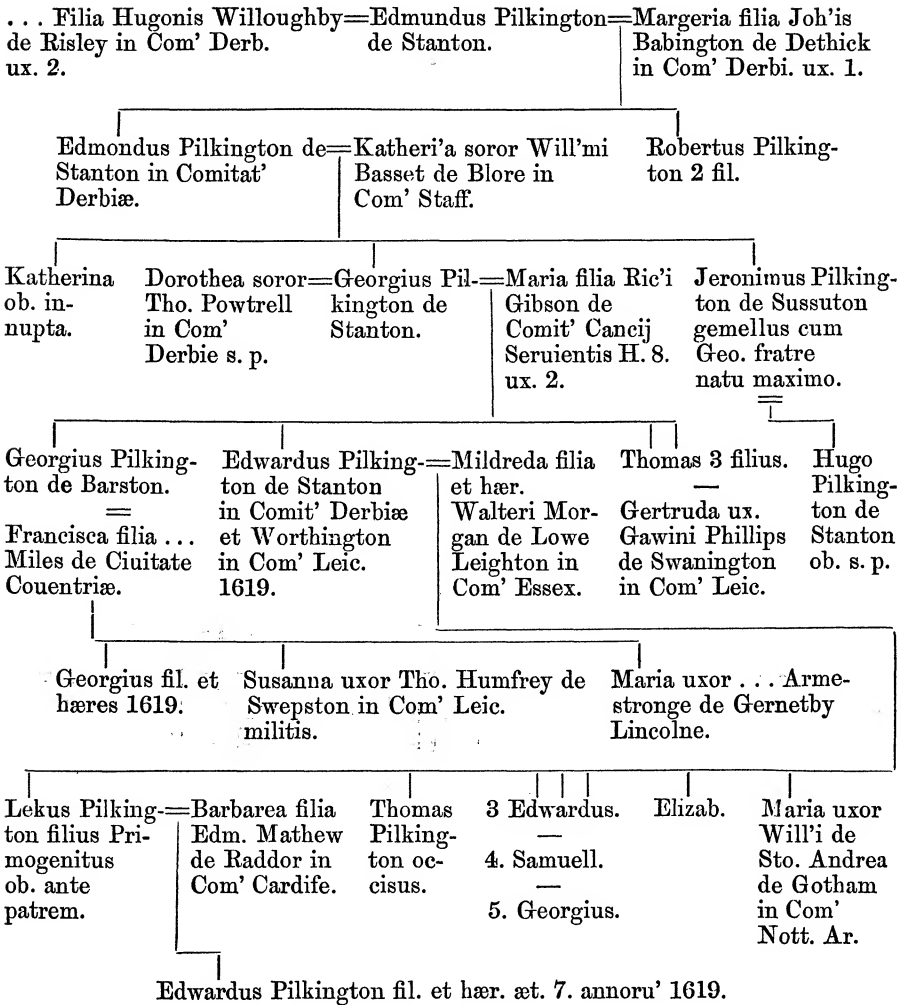 . . . Filia Hugonis Willoughby=Edmundus Pilkington=Margeria filia Joh'is
de Risley in Com' Derb. de Stanton. Babington de Dethick
ux. 2. in Com' Derbi. ux. 1.
Edmondus Pilkington de=Katheri'a soror Will'mi Robertus Pilking-
Stanton in Comitat' Basset de Blore in ton 2 fil.
Derbiæ. Com' Staff.
Katherina Dorothea soror=Georgius Pil-=Maria filia Ric'i Jeronimus Pilking-
ob. in- Tho. Powtrell kington de Gibson de ton de Sussuton
nupta. in Com' Stanton. Comit' Cancij gemellus cum
Derbie s. p. Seruientis H. 8. Geo. fratre
ux. 2. natu maximo.
=
Georgius Pilking- Edwardus Pilking-=Mildreda filia Thomas 3 filius. Hugo
ton de Barston. ton de Stanton et hær. — Pilking-
= in Comit' Derbiæ Walteri Mor- Gertruda ux. ton de
Francisca filia . . . et Worthington gan de Lowe Gawini Phillips Stanton
Miles de Ciuitate in Com' Leic. Leighton in de Swanington ob. s. p.
Couentriæ. 1619. Com' Essex. in Com' Leic.
Georgius fil. et Susanna uxor Tho. Humfrey de Maria uxor . . . Arme-
hæres 1619. Swepston in Com' Leic. stronge de Gernetby
militis. Lincolne.
Lekus Pilking-=Barbarea filia Thomas 3 Edwardus. Elizab. Maria uxor
ton filius Pri- Edm. Mathew Pilking- — Will'i de
mogenitus de Raddor in ton oc- 4. Samuell. Sto. Andrea
ob. ante Com' Cardife. cisus. — de Gotham
patrem. 5. Georgius. in Com'
Nott. Ar.
Edwardus Pilkington fil. et hær. æt. 7. annoru' 1619.